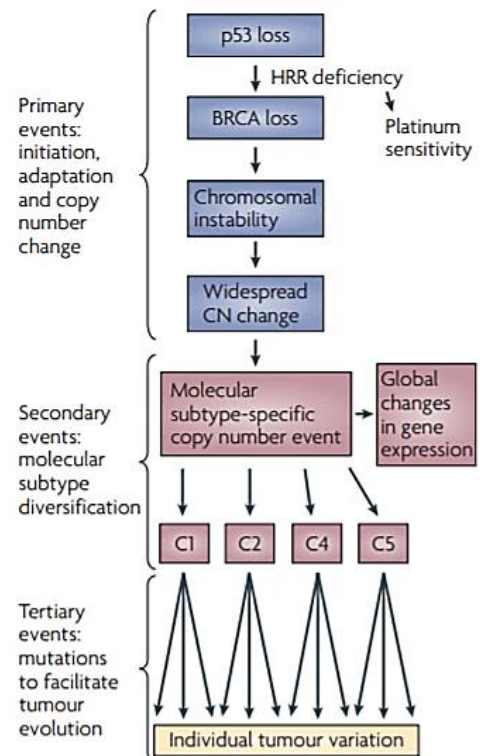 p53 loss
HRR deficiency
Platinum
sensitivity
BRCA loss
Chromosomal
instability
Widespread
CN change
Primary
events:
initiation,
adaptation
and copy
number
change
Molecular
subtype-specific
copy number event
Global
changes
in gene
expression
Secondary
events:
molecular
subtype
diversification
C1
C2
C4
C5
Tertiary
events:
mutations
to facilitate
tumour
evolution
Individual tumour variation